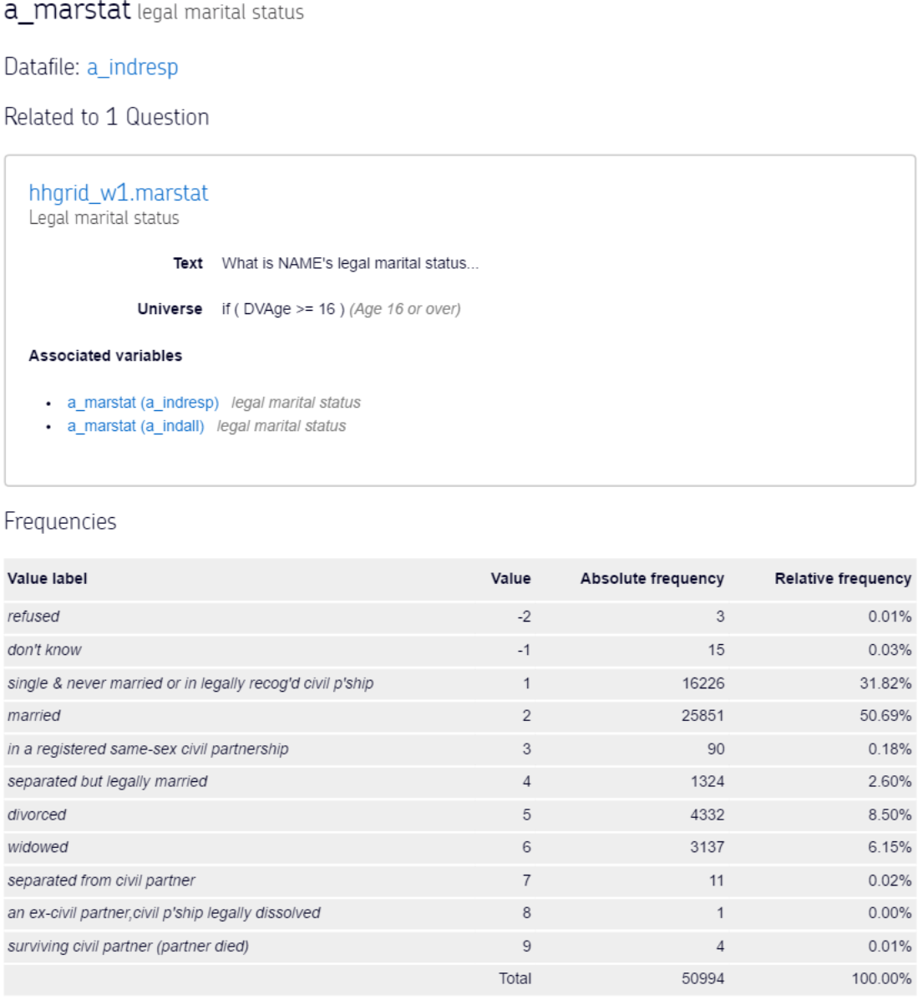 a_marstat legal marital status
Datafile: a_indresp
Related to 1 Question
hhgrid_w1.marstat
Legal marital status
Text What is NAME's legal marital status...
Universe if ( DVAge >= 16 ) (Age 16 or over)
Associated variables
• a_marstat (a_indresp) legal marital status
• a_marstat (a_indall) legal marital status
Frequencies
Value label Value Absolute frequency Relative frequency
refused -2 3 0.01%
don't know -1 15 0.03%
single & never married or in legally recog'd civil p'ship 1 16226 31.82%
married 2 25851 50.69%
in a registered same-sex civil partnership 3 90 0.18%
separated but legally married 4 1324 2.60%
divorced 5 4332 8.50%
widowed 6 3137 6.15%
separated from civil partner 7 11 0.02%
an ex-civil partner,civil p'ship legally dissolved 8 1 0.00%
surviving civil partner (partner died) 9 4 0.01%
Total 50994 100.00%